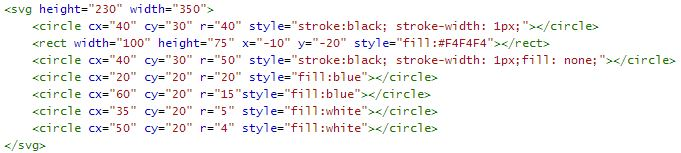 <svg height="230" width="350">
<circle cx="40" cy="30" r="40" style="stroke:black; stroke-width: 1px;"></circle>
<rect width="100" height="75" x="-10" y="-20" style="fill:#F4F4F4"></rect>
<circle cx="40" cy="30" r="50" style="stroke:black; stroke-width: 1px;fill: none;"></circle>
<circle cx="20" cy="20" r="20" style="fill:blue"></circle>
<circle cx="60" cy="20" r="15"style="fill:blue"></circle>
<circle cx="35" cy="20" r="5" style="fill:white"></circle>
<circle cx="50" cy="20" r="4" style="fill:white"></circle>
</svg>